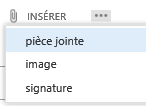 INSÉRER •••
pièce jointe
image
signature